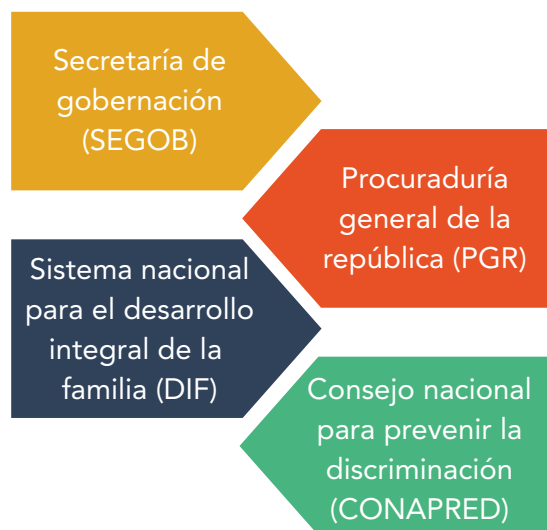 Secretaría de
gobernación
(SEGOB)
Procuraduría
general de la
república (PGR)
Sistema nacional
para el desarrollo
integral de la
familia (DIF)
Consejo nacional
para prevenir la
discriminación
(CONAPRED)